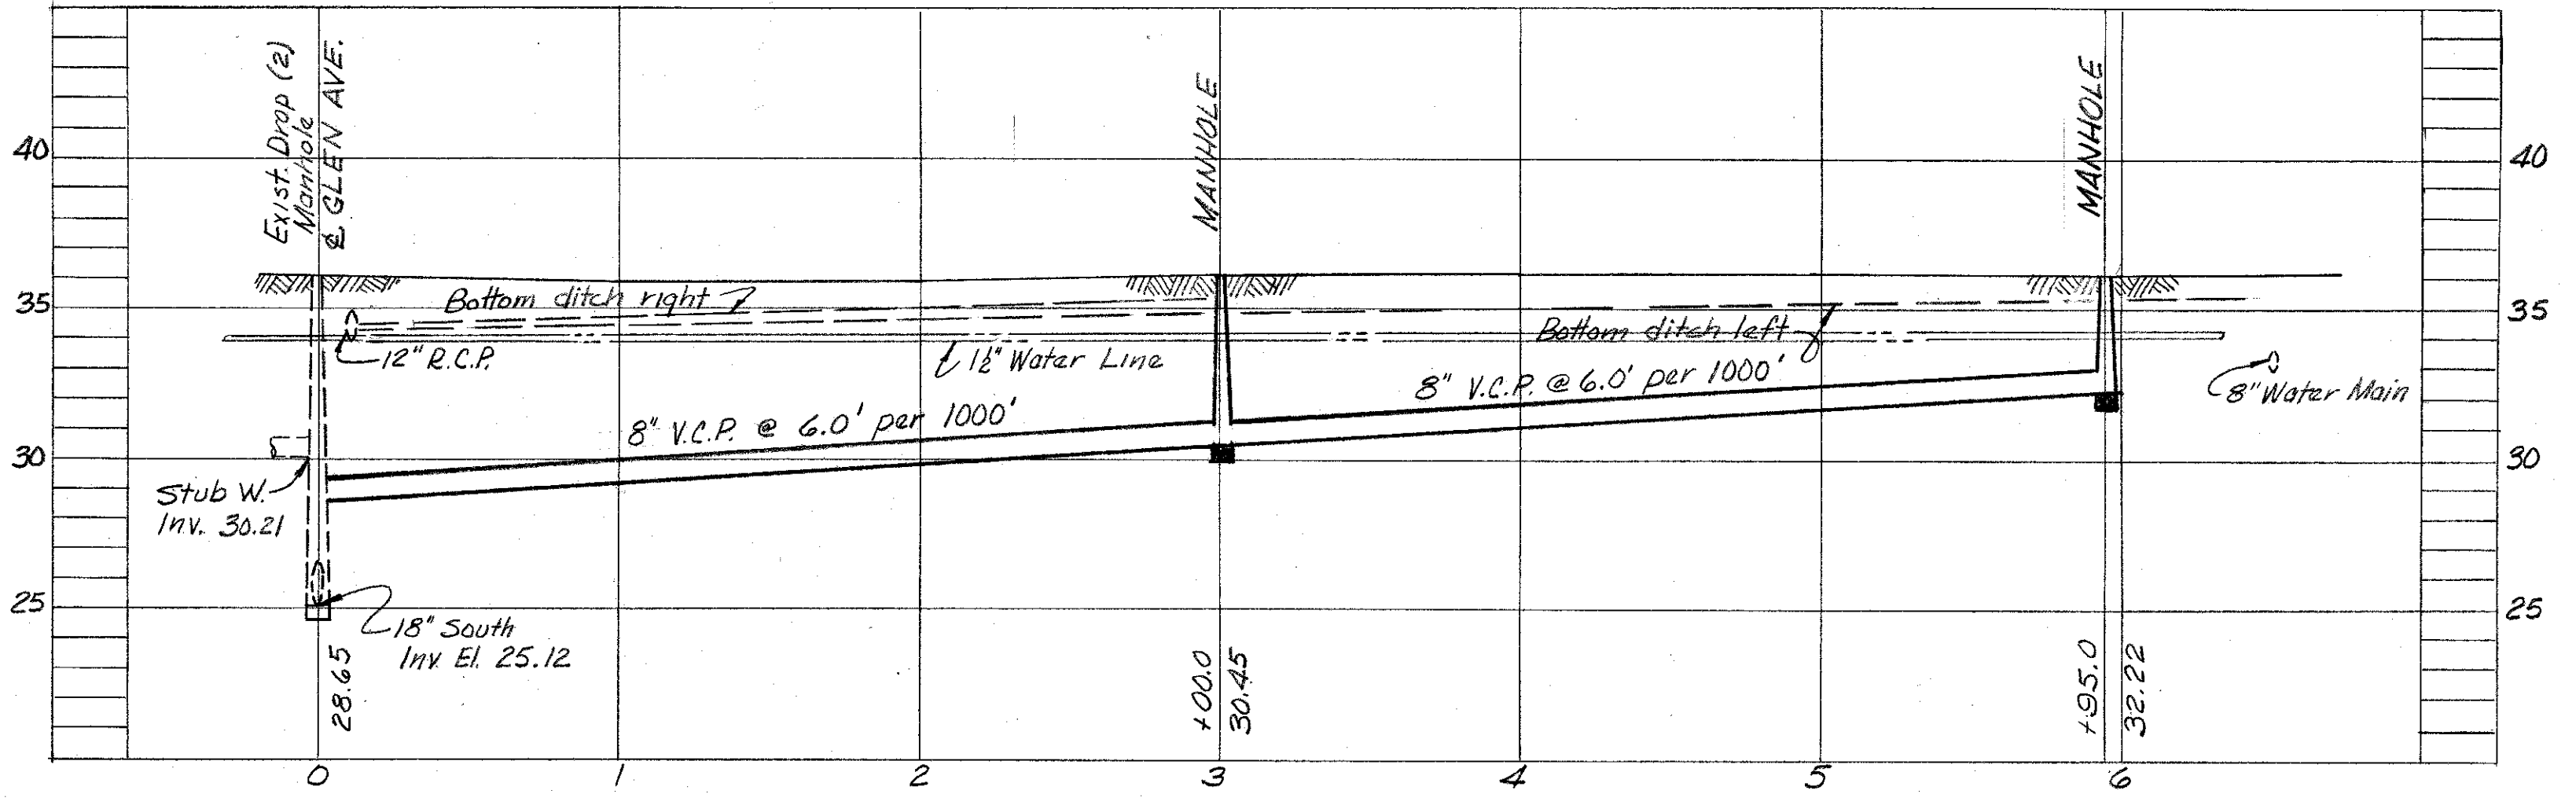 Exist. Drop (2)
Manhole
℄ GLEN AVE.
MANHOLE
MANHOLE
40
40
35
35
30
30
25
25
Bottom ditch right
Bottom ditch left
12" R.C.P.
1½" Water Line
8" V.C.P. @ 6.0' per 1000'
8" V.C.P. @ 6.0' per 1000'
8" Water Main
Stub W.
Inv. 30.21
18" South
Inv. El. 25.12
28.65
+00.0
30.45
+95.0
32.22
0
1
2
3
4
5
6